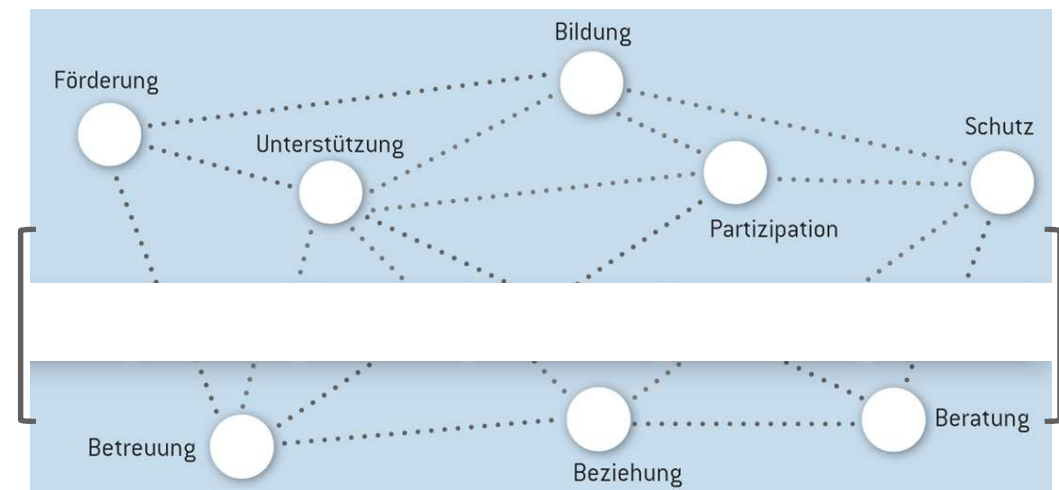 Bildung
Förderung
Schutz
Unterstützung
Partizipation
Beratung
Betreuung
Beziehung